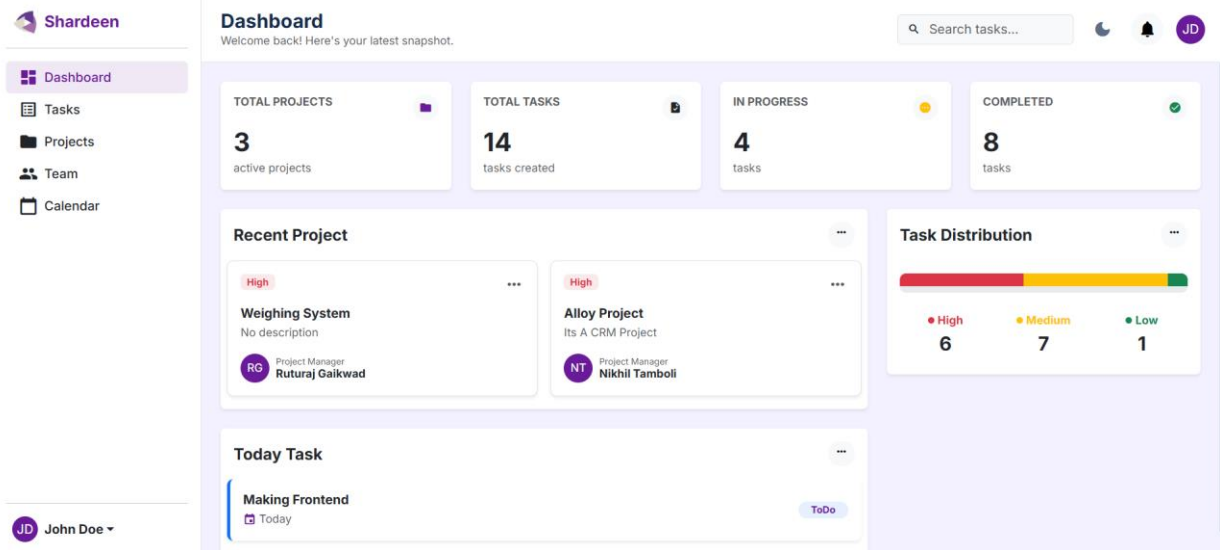 Shardeen
Dashboard
Tasks
Projects
Team
Calendar
JD John Doe
Dashboard
Welcome back! Here's your latest snapshot.
Search tasks...
JD
TOTAL PROJECTS
3
active projects
TOTAL TASKS
14
tasks created
IN PROGRESS
4
tasks
COMPLETED
8
tasks
Recent Project
High
Weighing System
No description
RG
Project Manager
Ruturaj Gaikwad
High
Alloy Project
Its A CRM Project
NT
Project Manager
Nikhil Tamboli
Task Distribution
High
6
Medium
7
Low
1
Today Task
Making Frontend
Today
ToDo